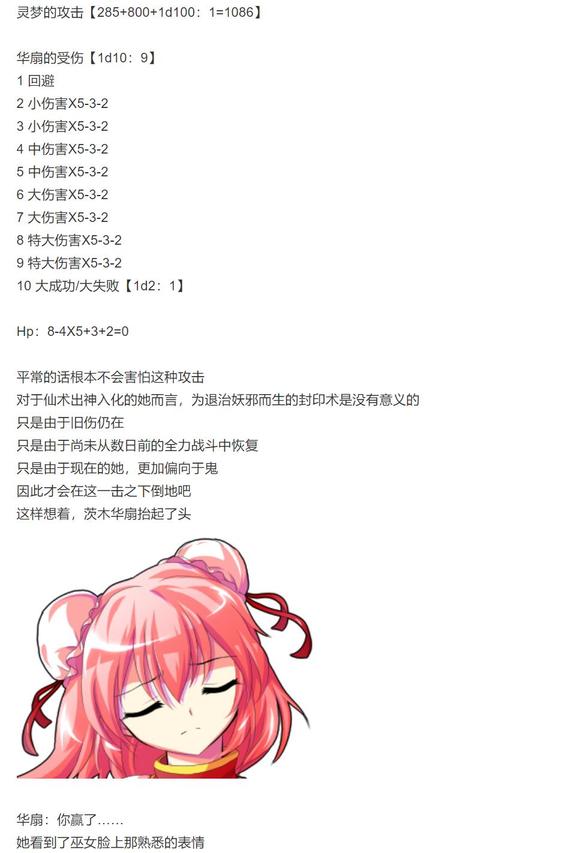 灵梦的攻击【285+800+1d100：1=1086】
华扇的受伤【1d10：9】
1 回避
2 小伤害X5-3-2
3 小伤害X5-3-2
4 中伤害X5-3-2
5 中伤害X5-3-2
6 大伤害X5-3-2
7 大伤害X5-3-2
8 特大伤害X5-3-2
9 特大伤害X5-3-2
10 大成功/大失败【1d2：1】
Hp：8-4X5+3+2=0
平常的话根本不会害怕这种攻击
对于仙术出神入化的她而言，为退治妖邪而生的封印术是没有意义的
只是由于旧伤仍在
只是由于尚未从数日前的全力战斗中恢复
只是由于现在的她，更加偏向于鬼
因此才会在这一击之下倒地吧
这样想着，茨木华扇抬起了头
华扇：你赢了……
她看到了巫女脸上那熟悉的表情